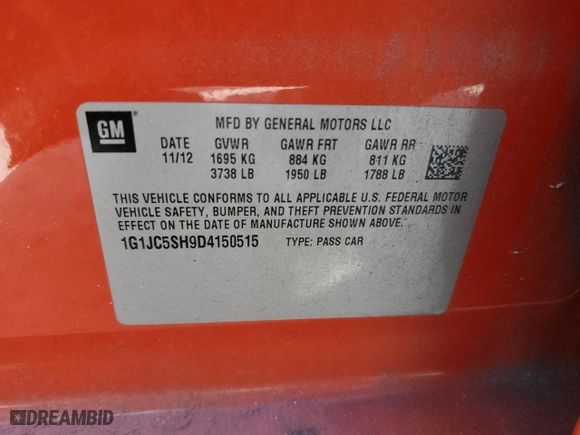 GM
MFD BY GENERAL MOTORS LLC
DATE GVWR GAWR FRT GAWR RR
11/12 1695 KG 884 KG 811 KG
3738 LB 1950 LB 1788 LB
THIS VEHICLE CONFORMS TO ALL APPLICABLE U.S. FEDERAL MOTOR
VEHICLE SAFETY, BUMPER, AND THEFT PREVENTION STANDARDS IN
EFFECT ON THE DATE OF MANUFACTURE SHOWN ABOVE.
1G1JC5SH9D4150515 TYPE: PASS CAR
DREAMBID